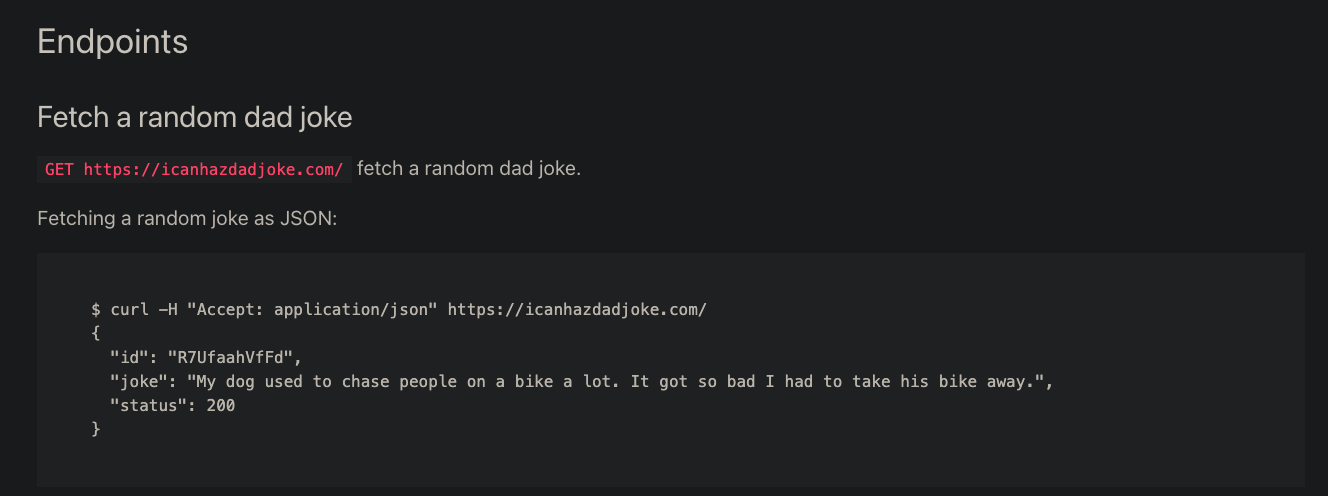 Endpoints
Fetch a random dad joke
GET https://icanhazdadjoke.com/ fetch a random dad joke.
Fetching a random joke as JSON:
$ curl -H "Accept: application/json" https://icanhazdadjoke.com/
{
  "id": "R7UfaahVfFd",
  "joke": "My dog used to chase people on a bike a lot. It got so bad I had to take his bike away.",
  "status": 200
}